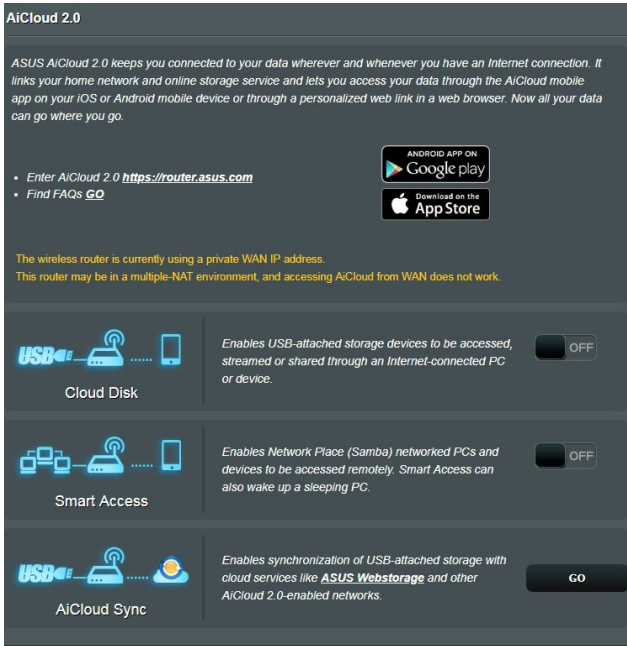 AiCloud 2.0
ASUS AiCloud 2.0 keeps you connected to your data wherever and whenever you have an Internet connection. It
links your home network and online storage service and lets you access your data through the AiCloud mobile
app on your iOS or Android mobile device or through a personalized web link in a web browser. Now all your data
can go where you go.
ANDROID APP ON
Google play
• Enter AiCloud 2.0 https://router.asus.com
• Find FAQs GO
Download on the
App Store
The wireless router is currently using a private WAN IP address.
This router may be in a multiple-NAT environment, and accessing AiCloud from WAN does not work.
USB
Cloud Disk
Enables USB-attached storage devices to be accessed,
streamed or shared through an Internet-connected PC
or device.
OFF
Smart Access
Enables Network Place (Samba) networked PCs and
devices to be accessed remotely. Smart Access can
also wake up a sleeping PC.
OFF
USB
AiCloud Sync
Enables synchronization of USB-attached storage with
cloud services like ASUS Webstorage and other
AiCloud 2.0-enabled networks.
GO